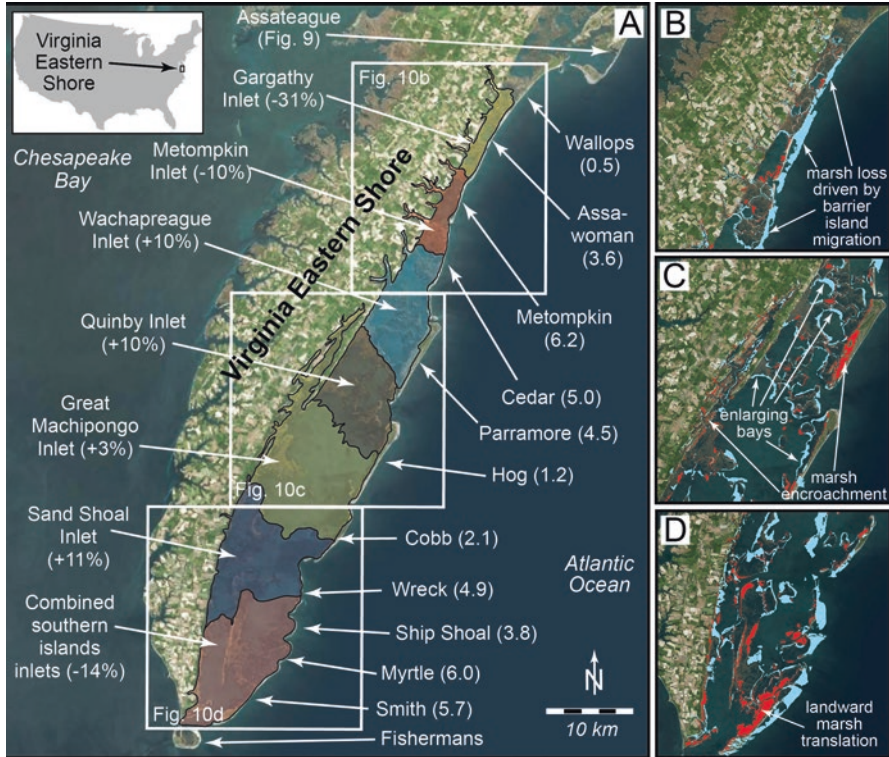 A
Virginia
Eastern
Shore
Assateague
(Fig. 9)
Fig. 10b
Gargathy
Inlet (-31%)
Chesapeake
Bay
Metompkin
Inlet (-10%)
Wallops
(0.5)
Wachapreague
Inlet (+10%)
Virginia Eastern Shore
Assa-
woman
(3.6)
Metompkin
(6.2)
Quinby Inlet
(+10%)
Cedar (5.0)
Great
Machipongo
Inlet (+3%)
Parramore (4.5)
Hog (1.2)
Fig. 10c
Sand Shoal
Inlet
(+11%)
Cobb (2.1)
Atlantic
Ocean
Wreck (4.9)
Combined
southern
islands
inlets (-14%)
Ship Shoal (3.8)
Myrtle (6.0)
N
Smith (5.7)
10 km
Fig. 10d
Fishermans
B
marsh loss
driven by
barrier
island
migration
C
enlarging
bays
marsh
encroachment
D
landward
marsh
translation